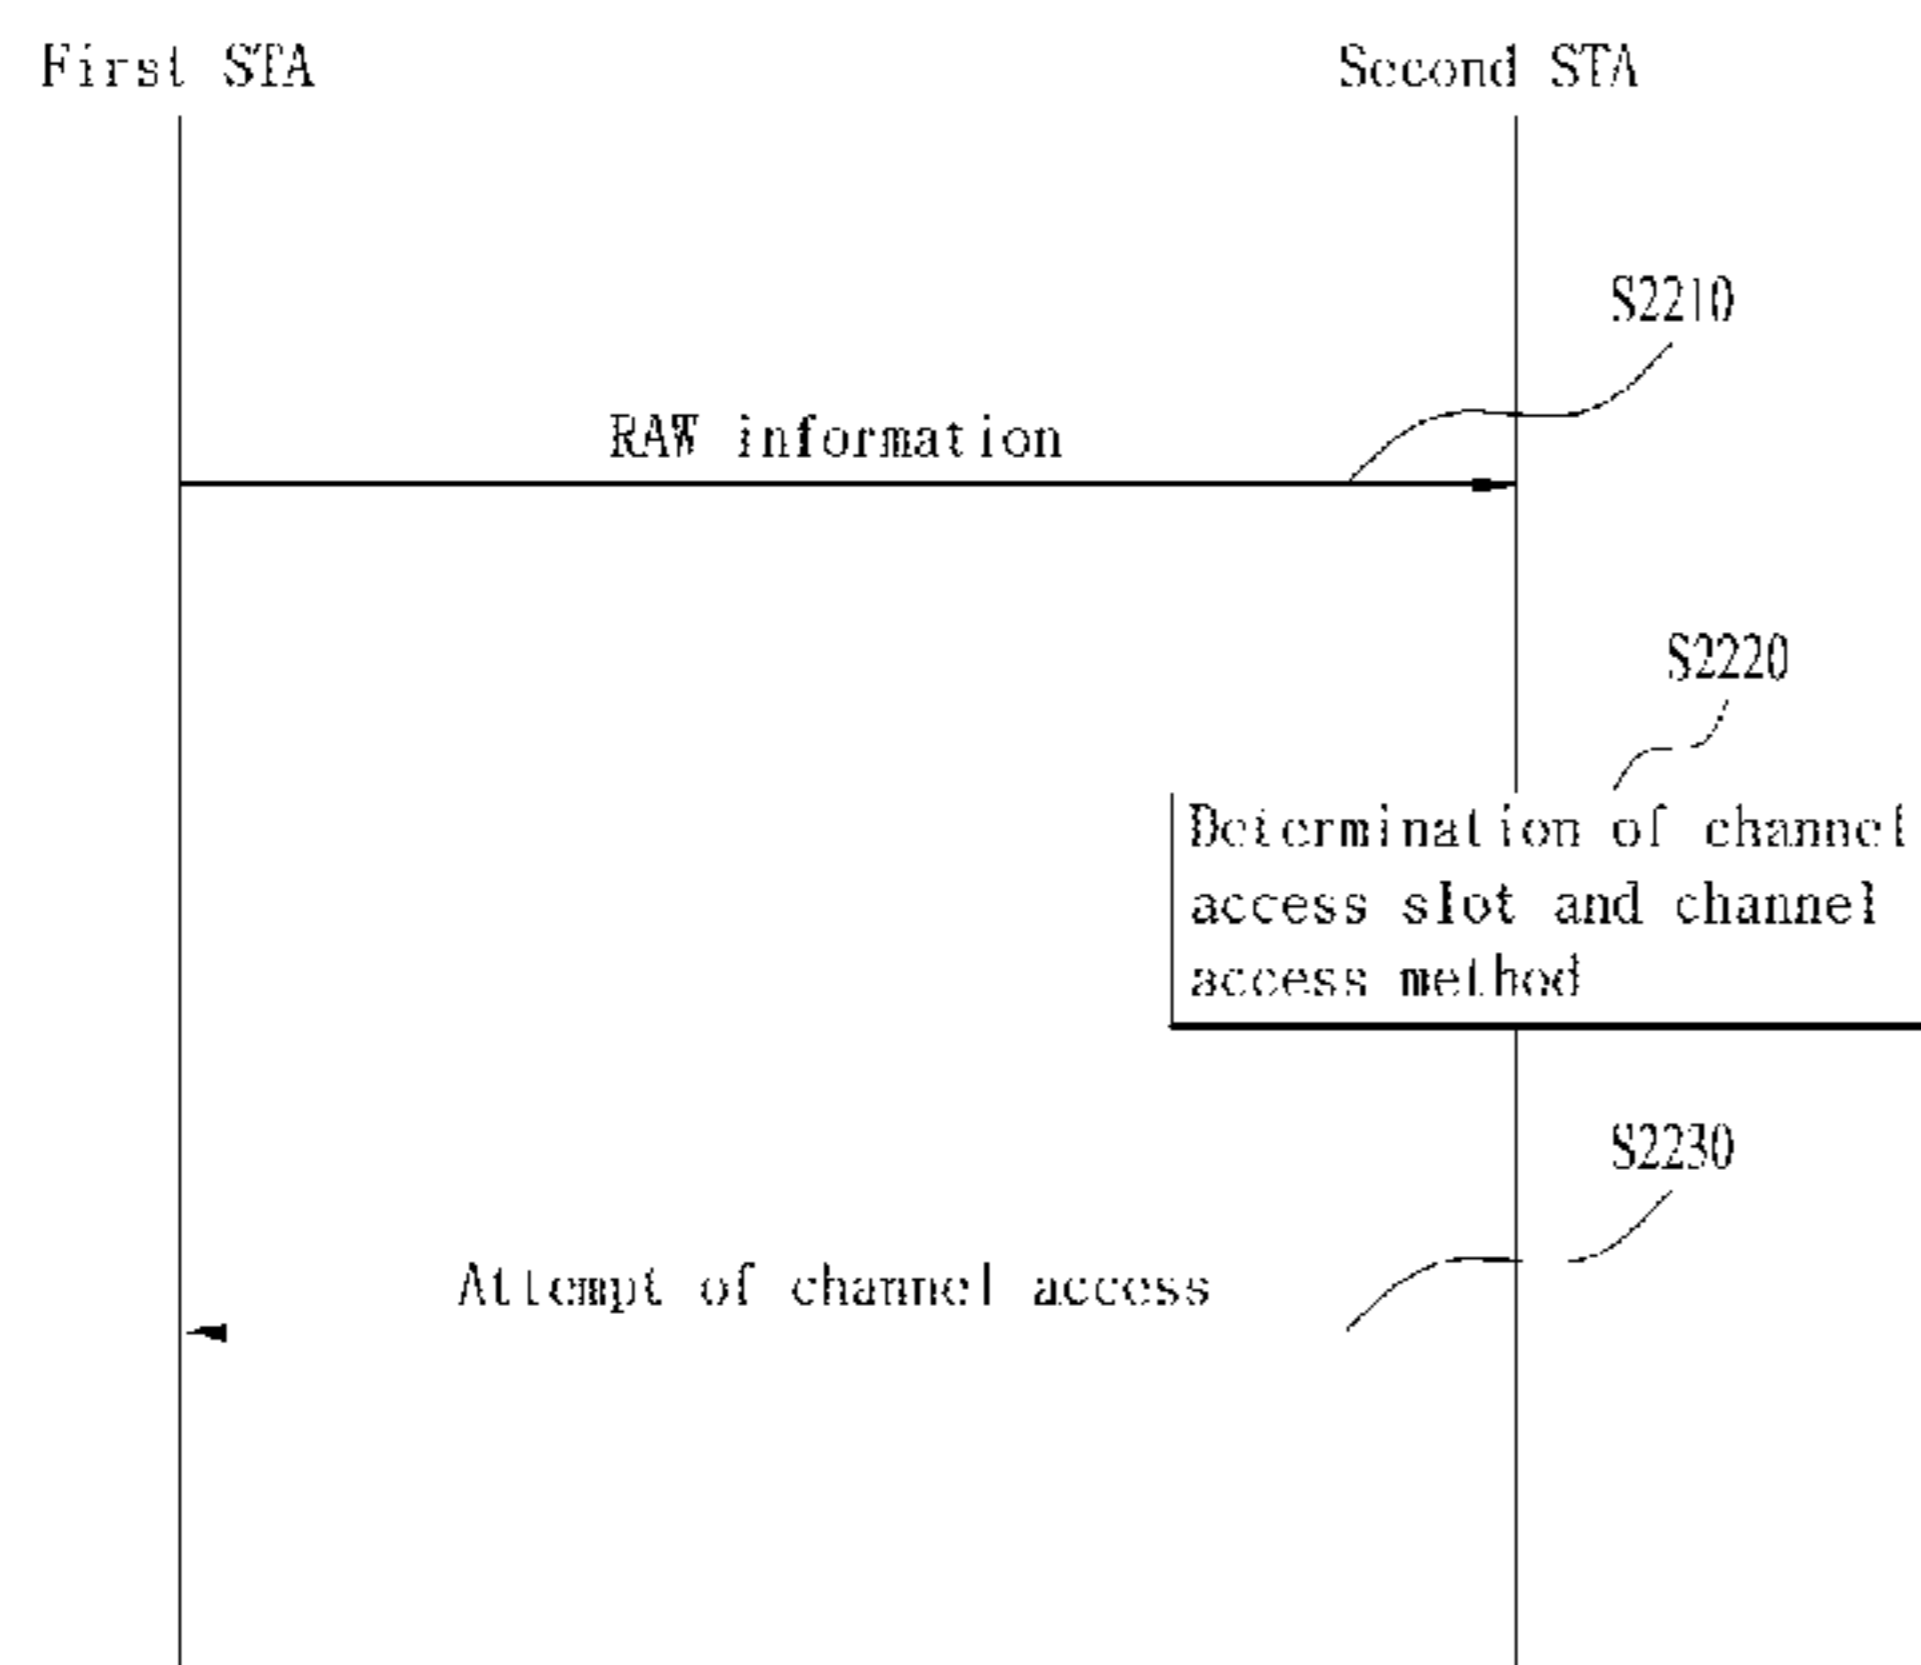 First STA
Second STA
S2210
RAW information
S2220
Determination of channel
access slot and channel
access method
S2230
Attempt of channel access